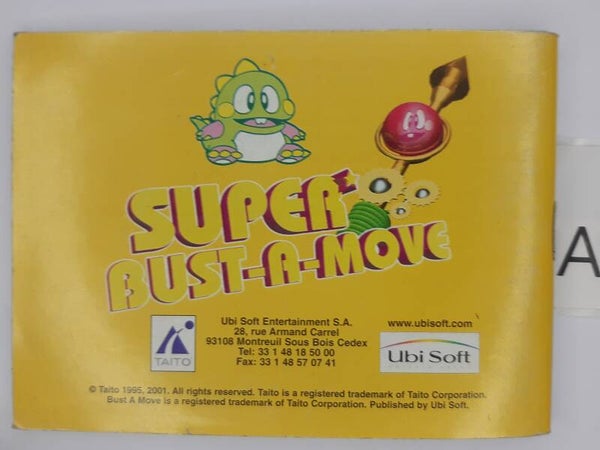 SUPER
BUST-A-MOVE
TAITO
Ubi Soft Entertainment S.A.
28, rue Armand Carrel
93108 Montreuil Sous Bois Cedex
Tel: 33 1 48 18 50 00
Fax: 33 1 48 57 07 41
www.ubisoft.com
Ubi Soft
© Taito 1995, 2001. All rights reserved. Taito is a registered trademark of Taito Corporation.
Bust A Move is a registered trademark of Taito Corporation. Published by Ubi Soft.
A